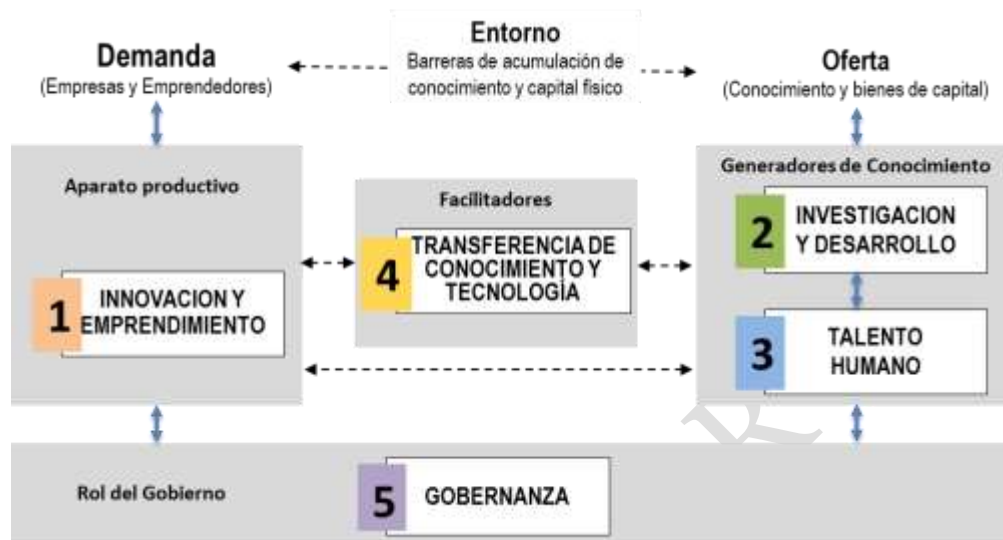 Entorno
Barreras de acumulación de
conocimiento y capital físico
Demanda
(Empresas y Emprendedores)
Oferta
(Conocimiento y bienes de capital)
Aparato productivo
1
INNOVACION Y
EMPRENDIMIENTO
Facilitadores
4
TRANSFERENCIA DE
CONOCIMIENTO Y
TECNOLOGÍA
Generadores de Conocimiento
2
INVESTIGACION
Y DESARROLLO
3
TALENTO
HUMANO
Rol del Gobierno
5
GOBERNANZA
R